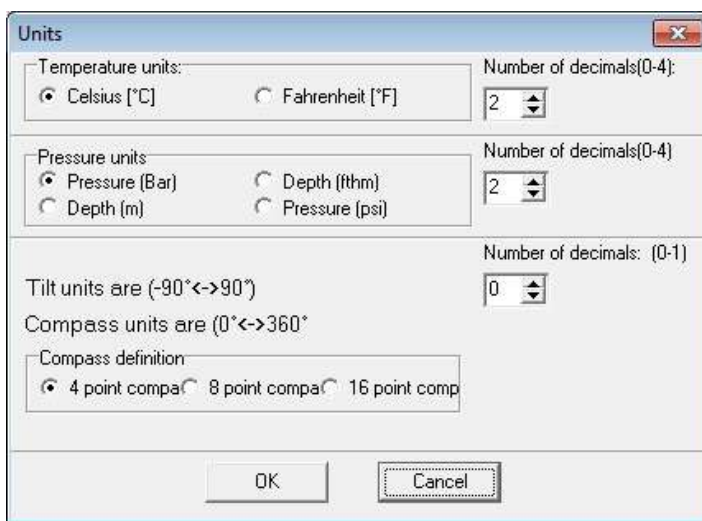 Units
Temperature units:
Celsius [°C] Fahrenheit [°F]
Number of decimals(0-4):
2
Pressure units
Pressure (Bar) Depth (fthm)
Depth (m) Pressure (psi)
Number of decimals(0-4)
2
Number of decimals: (0-1)
0
Tilt units are (-90°<->90°)
Compass units are (0°<->360°
Compass definition
4 point compa 8 point compa 16 point comp
OK Cancel